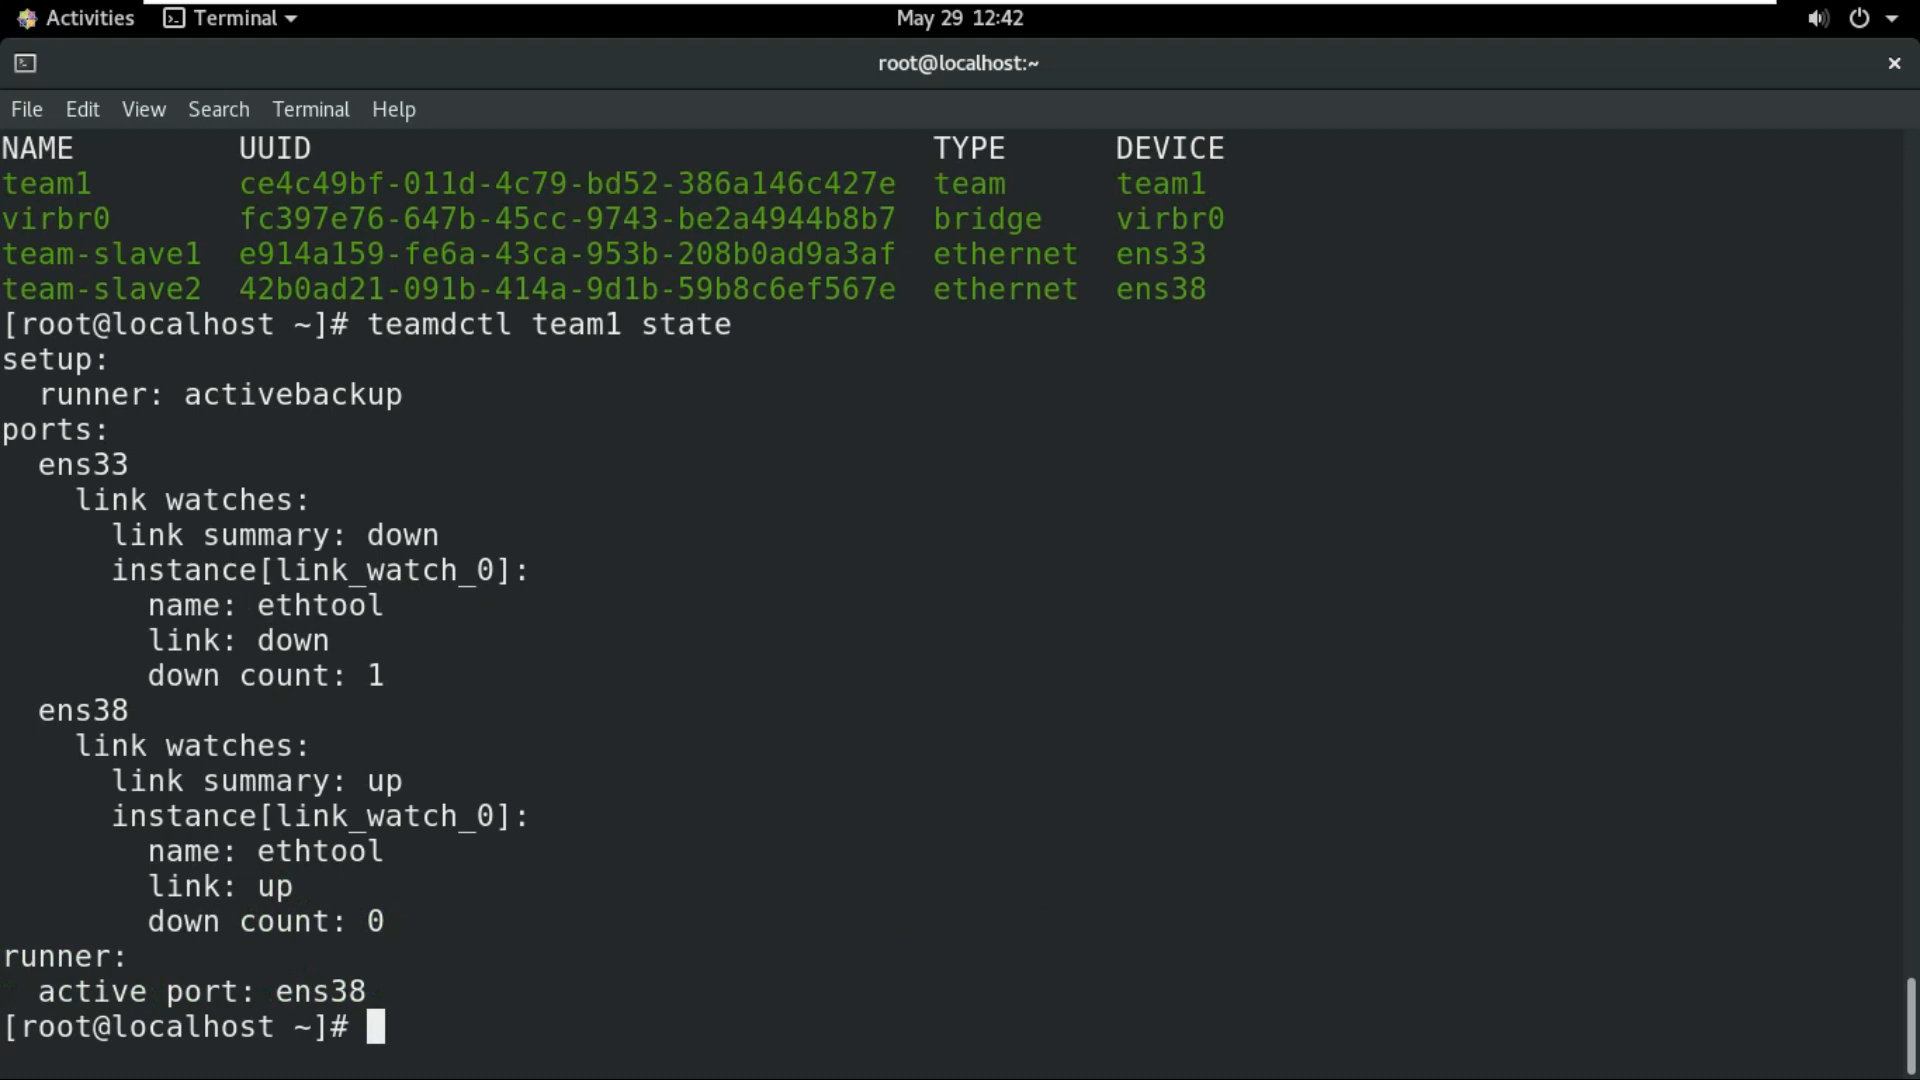 Activities Terminal May 29 12:42
root@localhost:~
File Edit View Search Terminal Help
NAME UUID TYPE DEVICE
team1 ce4c49bf-011d-4c79-bd52-386a146c427e team team1
virbr0 fc397e76-647b-45cc-9743-be2a4944b8b7 bridge virbr0
team-slave1 e914a159-fe6a-43ca-953b-208b0ad9a3af ethernet ens33
team-slave2 42b0ad21-091b-414a-9d1b-59b8c6ef567e ethernet ens38
[root@localhost ~]# teamdctl team1 state
setup:
runner: activebackup
ports:
ens33
link watches:
link summary: down
instance[link_watch_0]:
name: ethtool
link: down
down count: 1
ens38
link watches:
link summary: up
instance[link_watch_0]:
name: ethtool
link: up
down count: 0
runner:
active port: ens38
[root@localhost ~]#